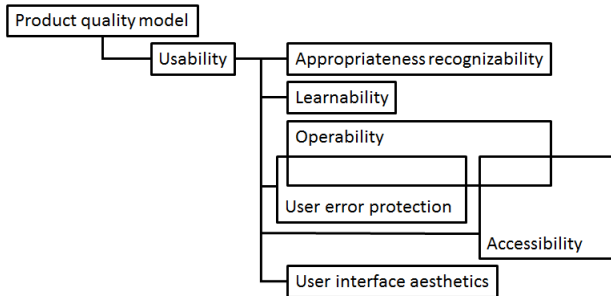 Product quality model
Usability
Appropriateness recognizability
Learnability
Operability
User error protection
Accessibility
User interface aesthetics